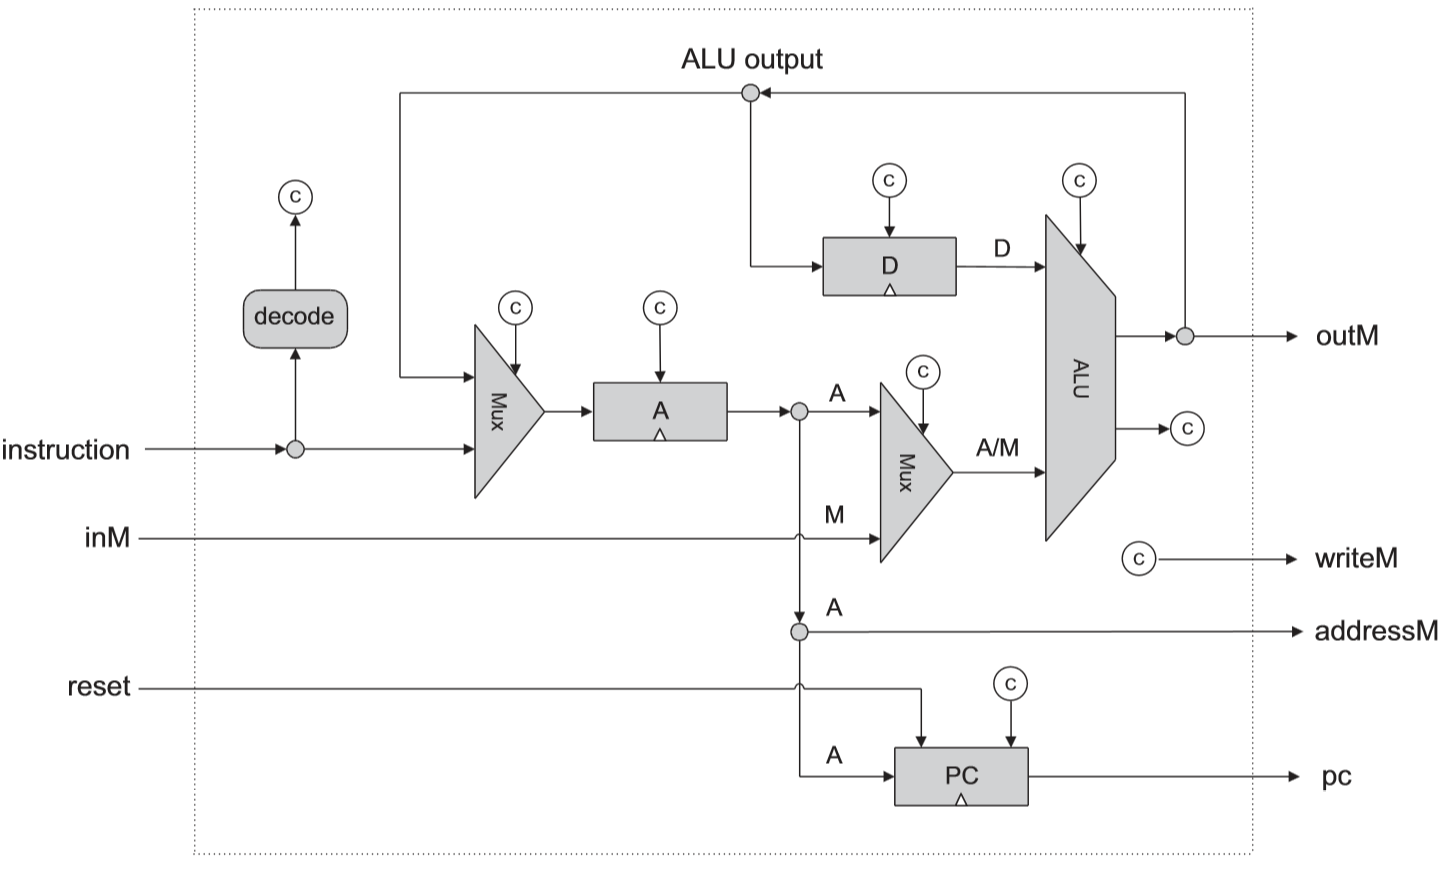 ALU output
C
C
C
D
D
decode
C
C
C
A
A
Mux
Mux
A/M
ALU
outM
C
instruction
M
inM
C
writeM
A
addressM
reset
C
A
PC
pc